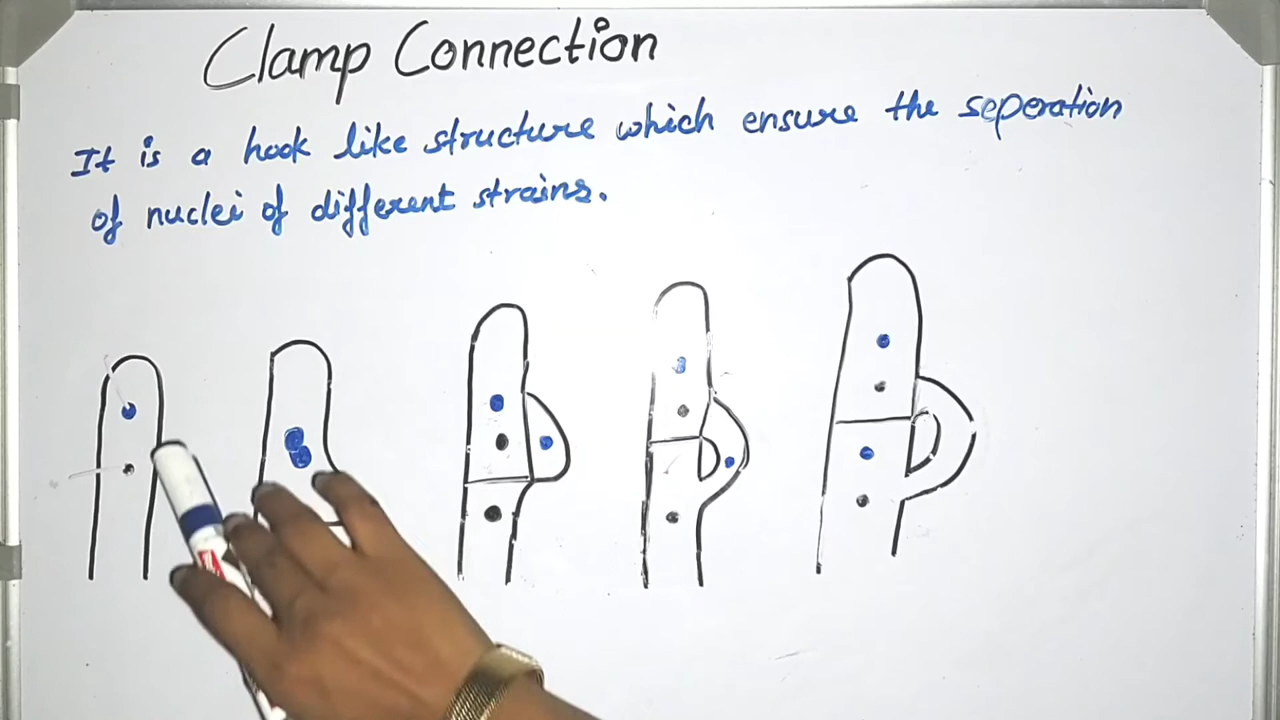 Clamp Connection
It is a hook like structure which ensure the seperation
of nuclei of different strains.